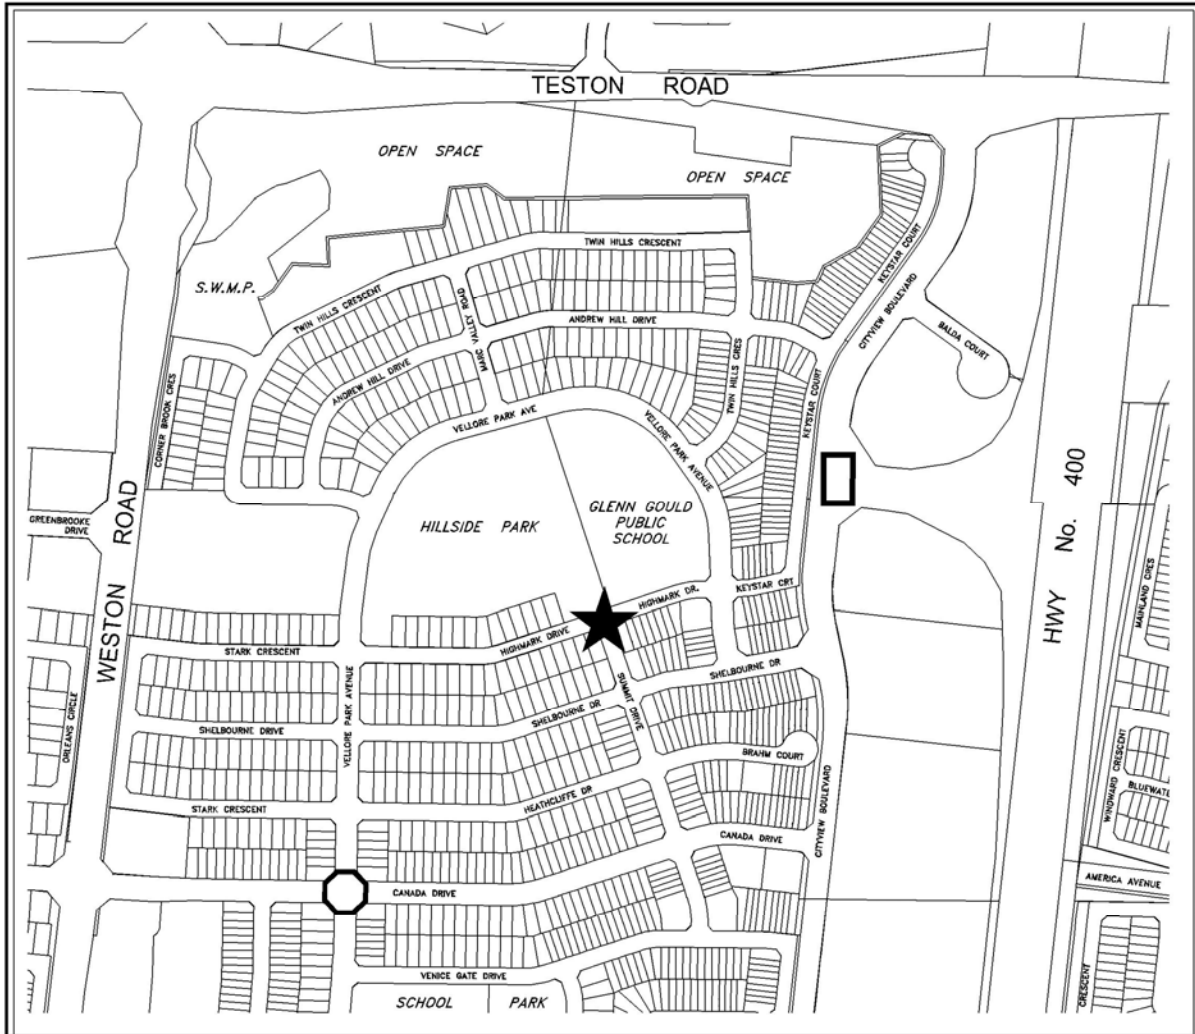 TESTON ROAD
OPEN SPACE
OPEN SPACE
TWIN HILLS CRESCENT
KEYSTAR COURT
S.W.M.P.
TWIN HILLS CRESCENT
MARC VALLEY ROAD
ANDREW HILL DRIVE
CITYVIEW BOULEVARD
BALDA COURT
ANDREW HILL DRIVE
TWIN HILLS CRES
KEYSTAR COURT
CORNER BROOK CRES
VELLORE PARK AVE
VELLORE PARK AVENUE
HWY No. 400
GREENBROOKE
DRIVE
WESTON ROAD
HILLSIDE PARK
GLENN GOULD
PUBLIC
SCHOOL
MAINLAND CRES
HIGHMARK DR.
KEYSTAR CRT
HIGHMARK DRIVE
STARK CRESCENT
SHELBOURNE DR
SUMMIT DRIVE
ORLEANS CIRCLE
VELLORE PARK AVENUE
SHELBOURNE DR
SHELBOURNE DRIVE
BRAHM COURT
WINDWARD CRESCENT
BLUEWATE
HEATHCLIFFE DR
STARK CRESCENT
CITYVIEW BOULEVARD
CANADA DRIVE
CANADA DRIVE
AMERICA AVENUE
VENICE GATE DRIVE
CRESCENT
SCHOOL
PARK